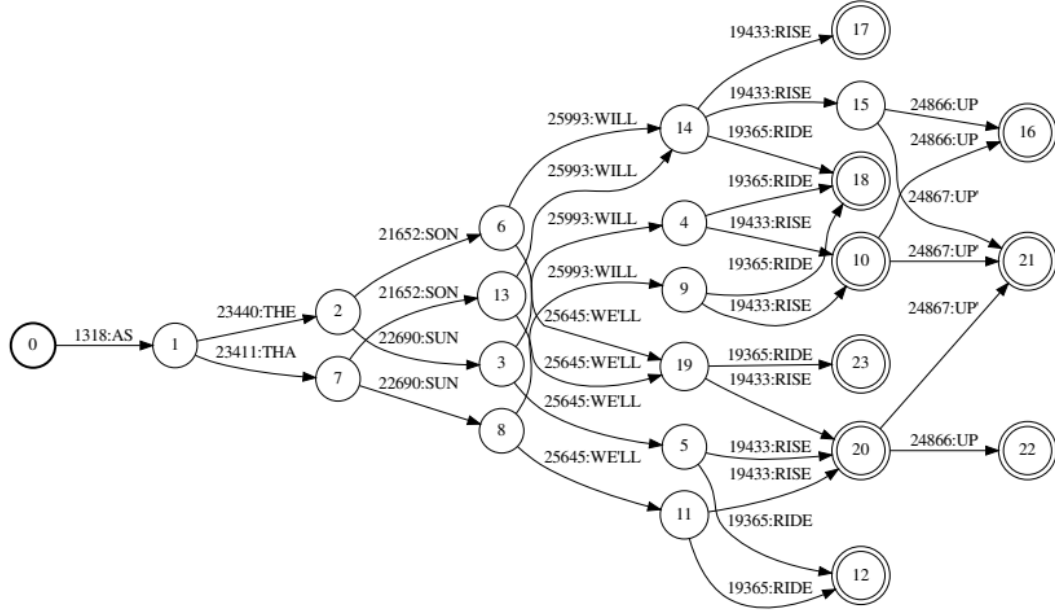 19433:RISE
17
19433:RISE
15
24866:UP
25993:WILL
14
19365:RIDE
16
24866:UP
25993:WILL
19365:RIDE
18
25993:WILL
4
19433:RISE
24867:UP'
21652:SON
6
25993:WILL
19365:RIDE
10
24867:UP'
21
21652:SON
13
9
19433:RISE
23440:THE
2
24867:UP'
25645:WE'LL
0
1318:AS
1
22690:SUN
3
25645:WE'LL
19
19365:RIDE
23
23411:THA
7
22690:SUN
19433:RISE
25645:WE'LL
8
5
19433:RISE
20
24866:UP
22
25645:WE'LL
19433:RISE
11
19365:RIDE
12
19365:RIDE